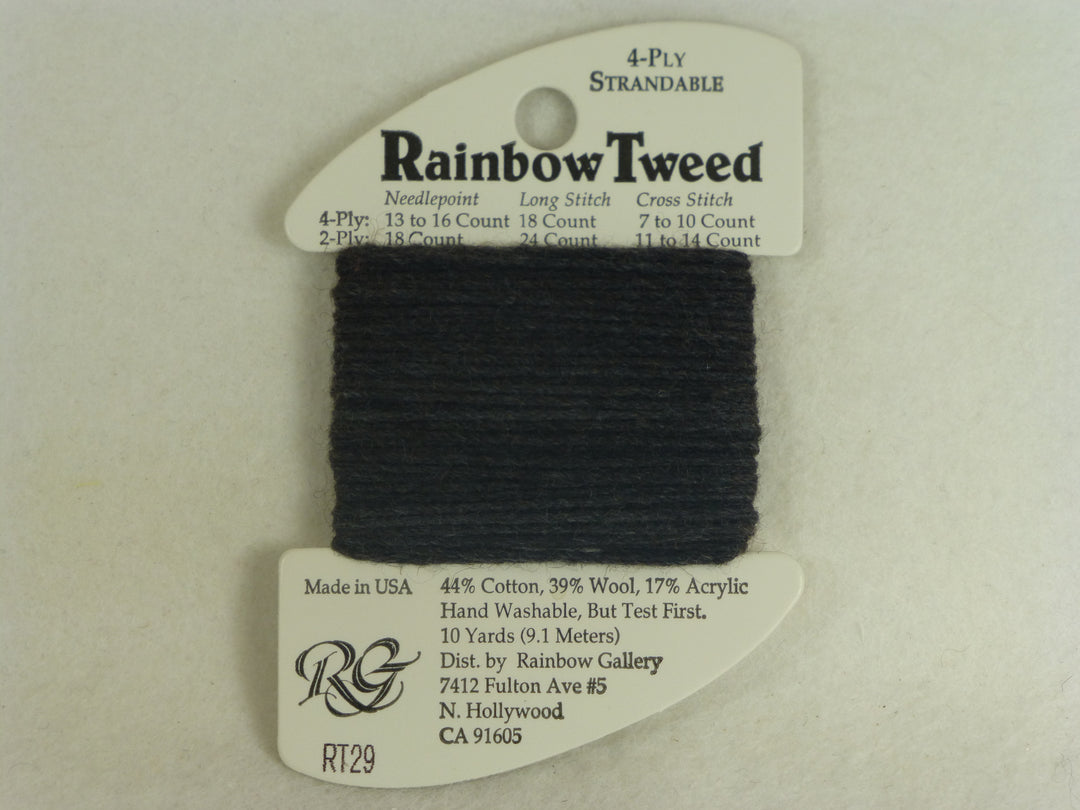 4-Ply
Strandable
Rainbow Tweed
Needlepoint Long Stitch Cross Stitch
4-Ply: 13 to 16 Count 18 Count 7 to 10 Count
2-Ply: 18 Count 24 Count 11 to 14 Count
Made in USA 44% Cotton, 39% Wool, 17% Acrylic
Hand Washable, But Test First.
10 Yards (9.1 Meters)
Dist. by Rainbow Gallery
7412 Fulton Ave #5
N. Hollywood
CA 91605
RG
RT29